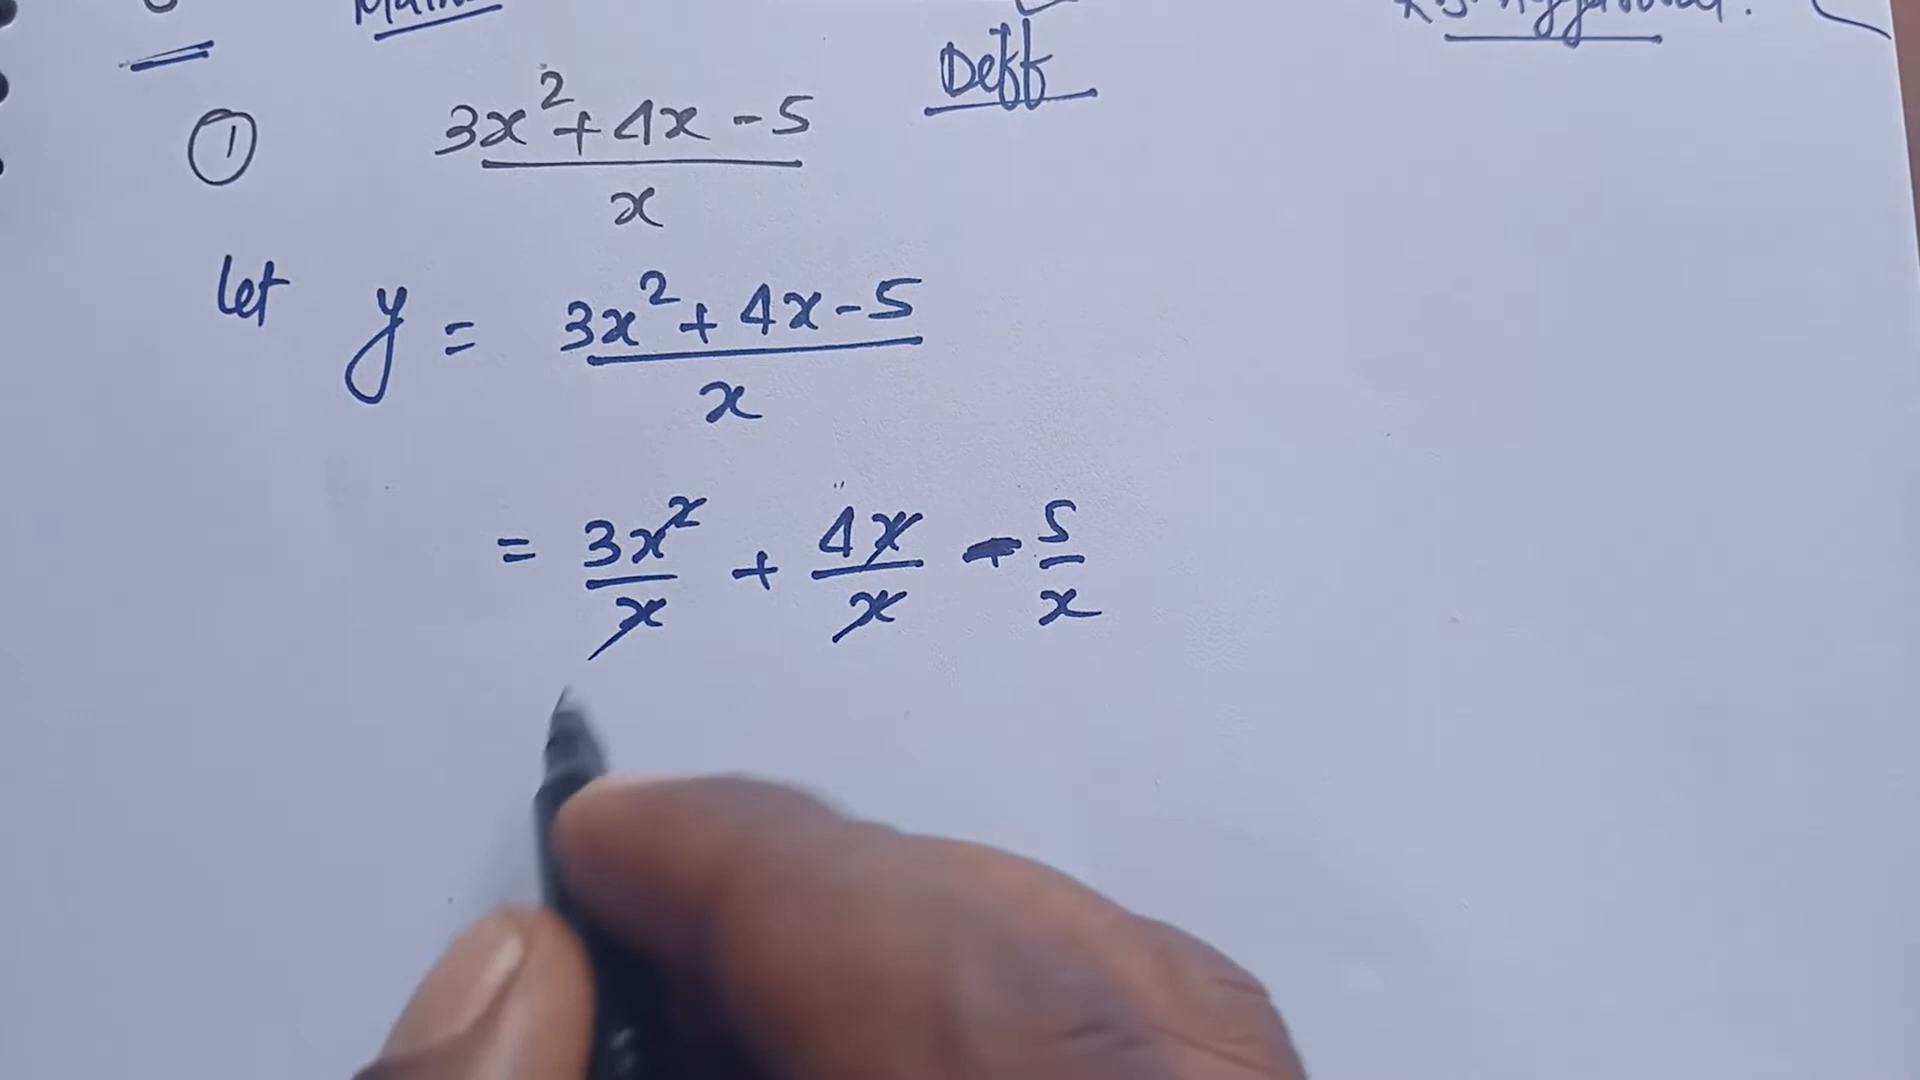 Deff
① 3x² + 4x - 5 / x
let y = 3x² + 4x - 5 / x
= 3x²/x + 4x/x - 5/x